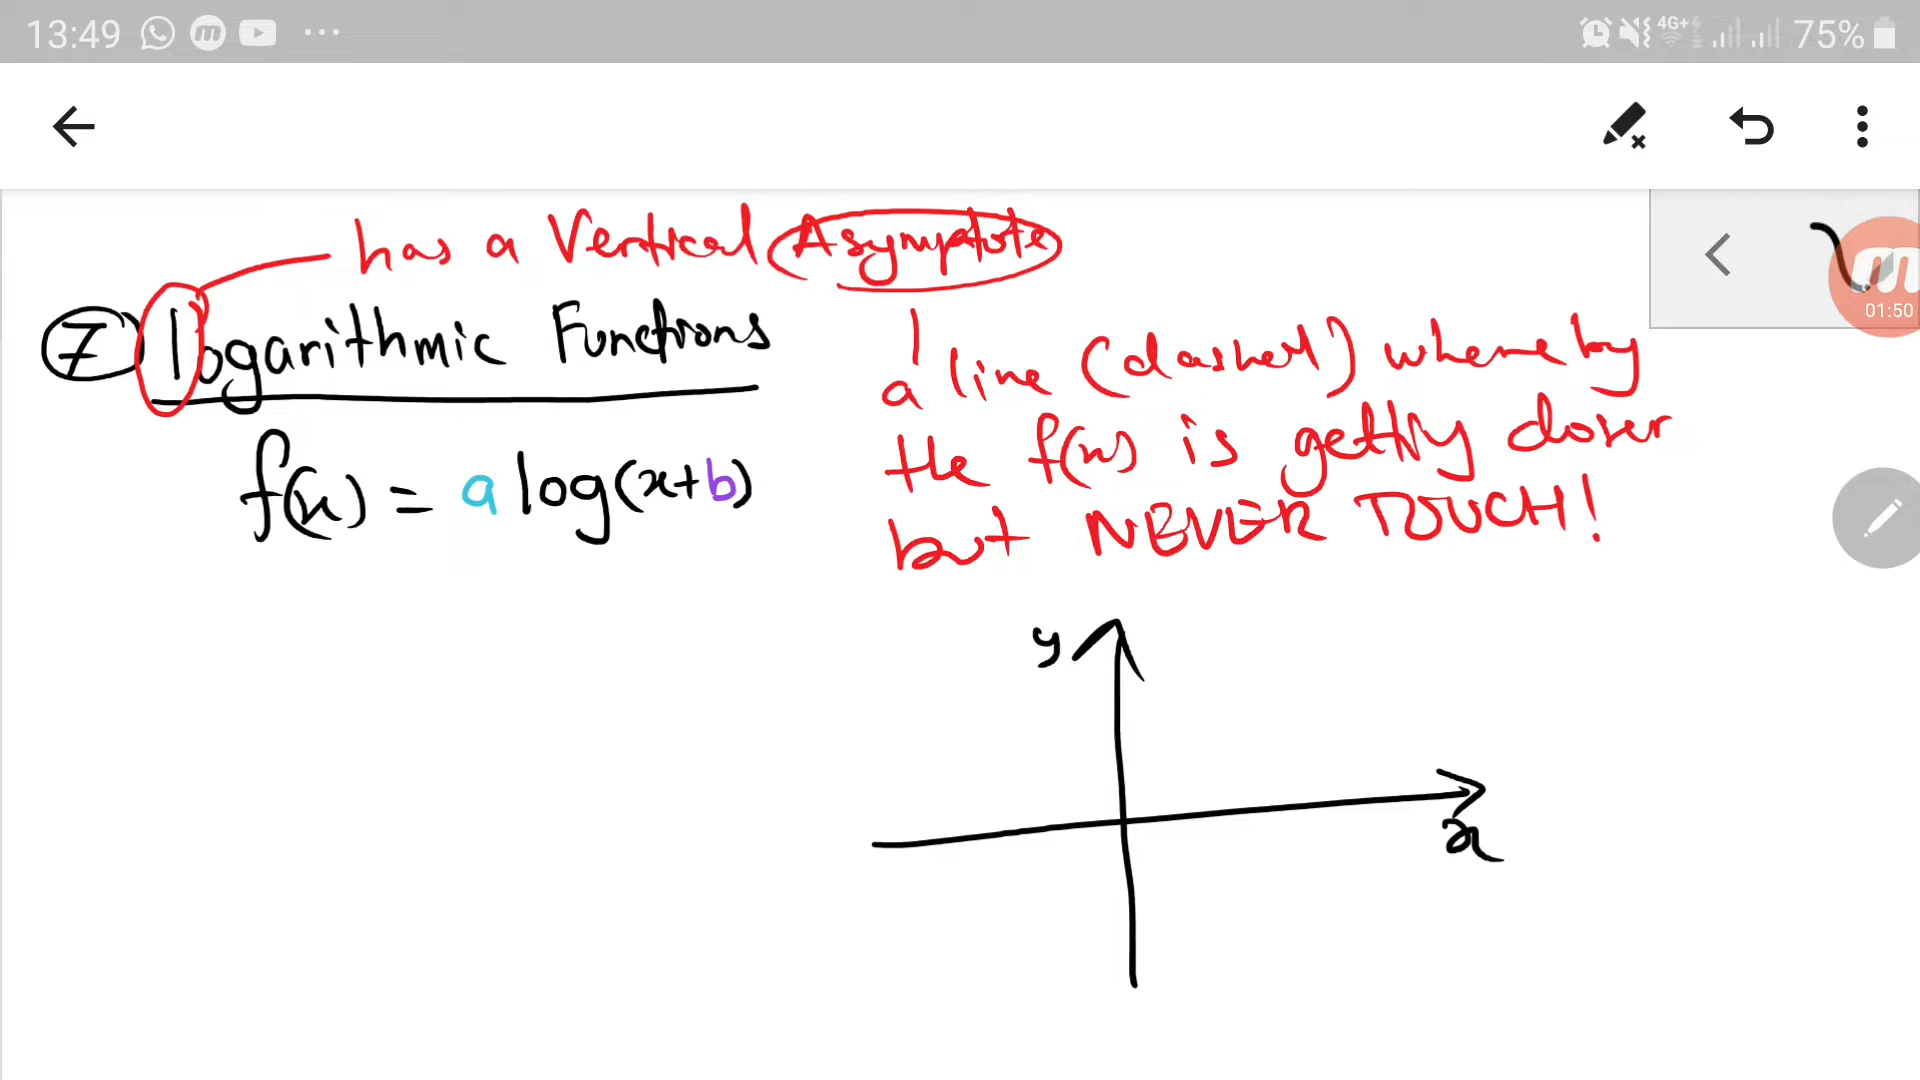 13:49 ... 4G+ 75%
has a Vertical Asymptote
01:50
7 logarithmic Functions
a line (dashed) whereby
the f(x) is getting closer
f(x) = a log(x+b)
but NEVER TOUCH!
y
x